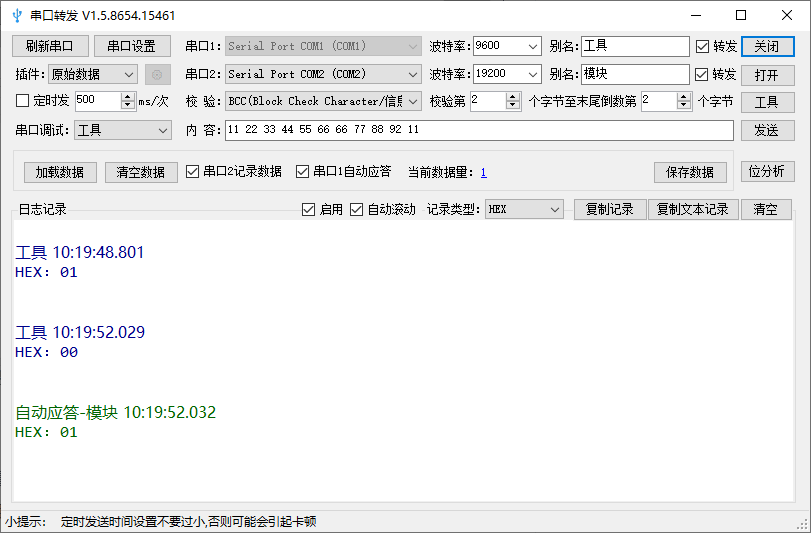 串口转发 V1.5.8654.15461
刷新串口 串口设置 串口1: Serial Port COM1 (COM1) 波特率: 9600 别名: 工具 转发 关闭
插件: 原始数据 串口2: Serial Port COM2 (COM2) 波特率: 19200 别名: 模块 转发 打开
定时发 500 ms/次 校 验: BCC(Block Check Character/信息 校验第 2 个字节至末尾倒数第 2 个字节 工具
串口调试: 工具 内 容: 11 22 33 44 55 66 66 77 88 92 11 发送
加载数据 清空数据 串口2记录数据 串口1自动应答 当前数据量: 1 保存数据 位分析
日志记录 启用 自动滚动 记录类型: HEX 复制记录 复制文本记录 清空
工具 10:19:48.801
HEX: 01
工具 10:19:52.029
HEX: 00
自动应答-模块 10:19:52.032
HEX: 01
小提示: 定时发送时间设置不要过小,否则可能会引起卡顿